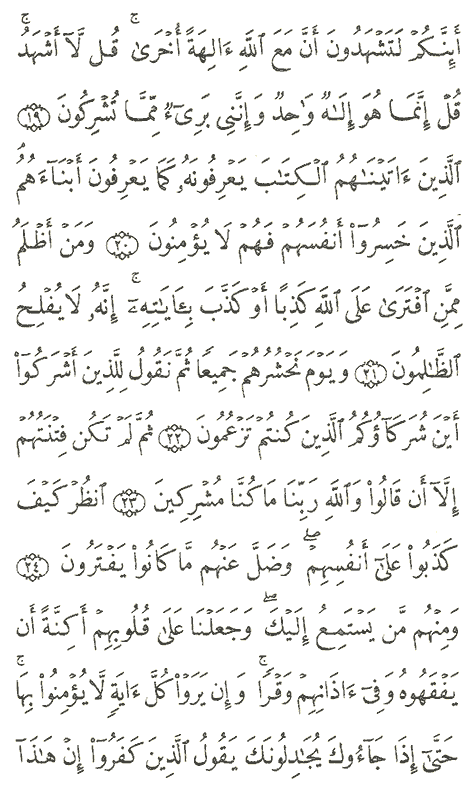 أَئِنَّكُمۡ لَتَشۡهَدُونَ أَنَّ مَعَ ٱللَّهِ ءَالِهَةً أُخۡرَىٰۚ قُل لَّآ أَشۡهَدُۚ
قُلۡ إِنَّمَا هُوَ إِلَٰهٞ وَٰحِدٞ وَإِنَّنِي بَرِيٓءٞ مِّمَّا تُشۡرِكُونَ ١٩
ٱلَّذِينَ ءَاتَيۡنَٰهُمُ ٱلۡكِتَٰبَ يَعۡرِفُونَهُۥ كَمَا يَعۡرِفُونَ أَبۡنَآءَهُمُۘ
ٱلَّذِينَ خَسِرُوٓاْ أَنفُسَهُمۡ فَهُمۡ لَا يُؤۡمِنُونَ ٢٠ وَمَنۡ أَظۡلَمُ
مِمَّنِ ٱفۡتَرَىٰ عَلَى ٱللَّهِ كَذِبًا أَوۡ كَذَّبَ بِـَٔايَٰتِهِۦٓۚ إِنَّهُۥ لَا يُفۡلِحُ
ٱلظَّٰلِمُونَ ٢١ وَيَوۡمَ نَحۡشُرُهُمۡ جَمِيعٗا ثُمَّ نَقُولُ لِلَّذِينَ أَشۡرَكُوٓاْ
أَيۡنَ شُرَكَآؤُكُمُ ٱلَّذِينَ كُنتُمۡ تَزۡعُمُونَ ٢٢ ثُمَّ لَمۡ تَكُن فِتۡنَتُهُمۡ
إِلَّآ أَن قَالُواْ وَٱللَّهِ رَبِّنَا مَا كُنَّا مُشۡرِكِينَ ٢٣ ٱنظُرۡ كَيۡفَ
كَذَبُواْ عَلَىٰٓ أَنفُسِهِمۡۖ وَضَلَّ عَنۡهُم مَّا كَانُواْ يَفۡتَرُونَ ٢٤
وَمِنۡهُم مَّن يَسۡتَمِعُ إِلَيۡكَۖ وَجَعَلۡنَا عَلَىٰ قُلُوبِهِمۡ أَكِنَّةً أَن
يَفۡقَهُوهُ وَفِيٓ ءَاذَانِهِمۡ وَقۡرٗاۚ وَإِن يَرَوۡاْ كُلَّ ءَايَةٖ لَّا يُؤۡمِنُواْ بِهَاۚ
حَتَّىٰٓ إِذَا جَآءُوكَ يُجَٰدِلُونَكَ يَقُولُ ٱلَّذِينَ كَفَرُوٓاْ إِنۡ هَٰذَآ